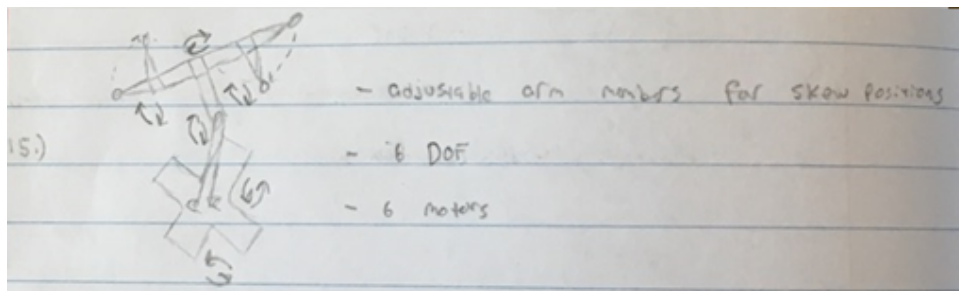 - adjustable arm members for skew positions
15.)
- 6 DOF
- 6 motors